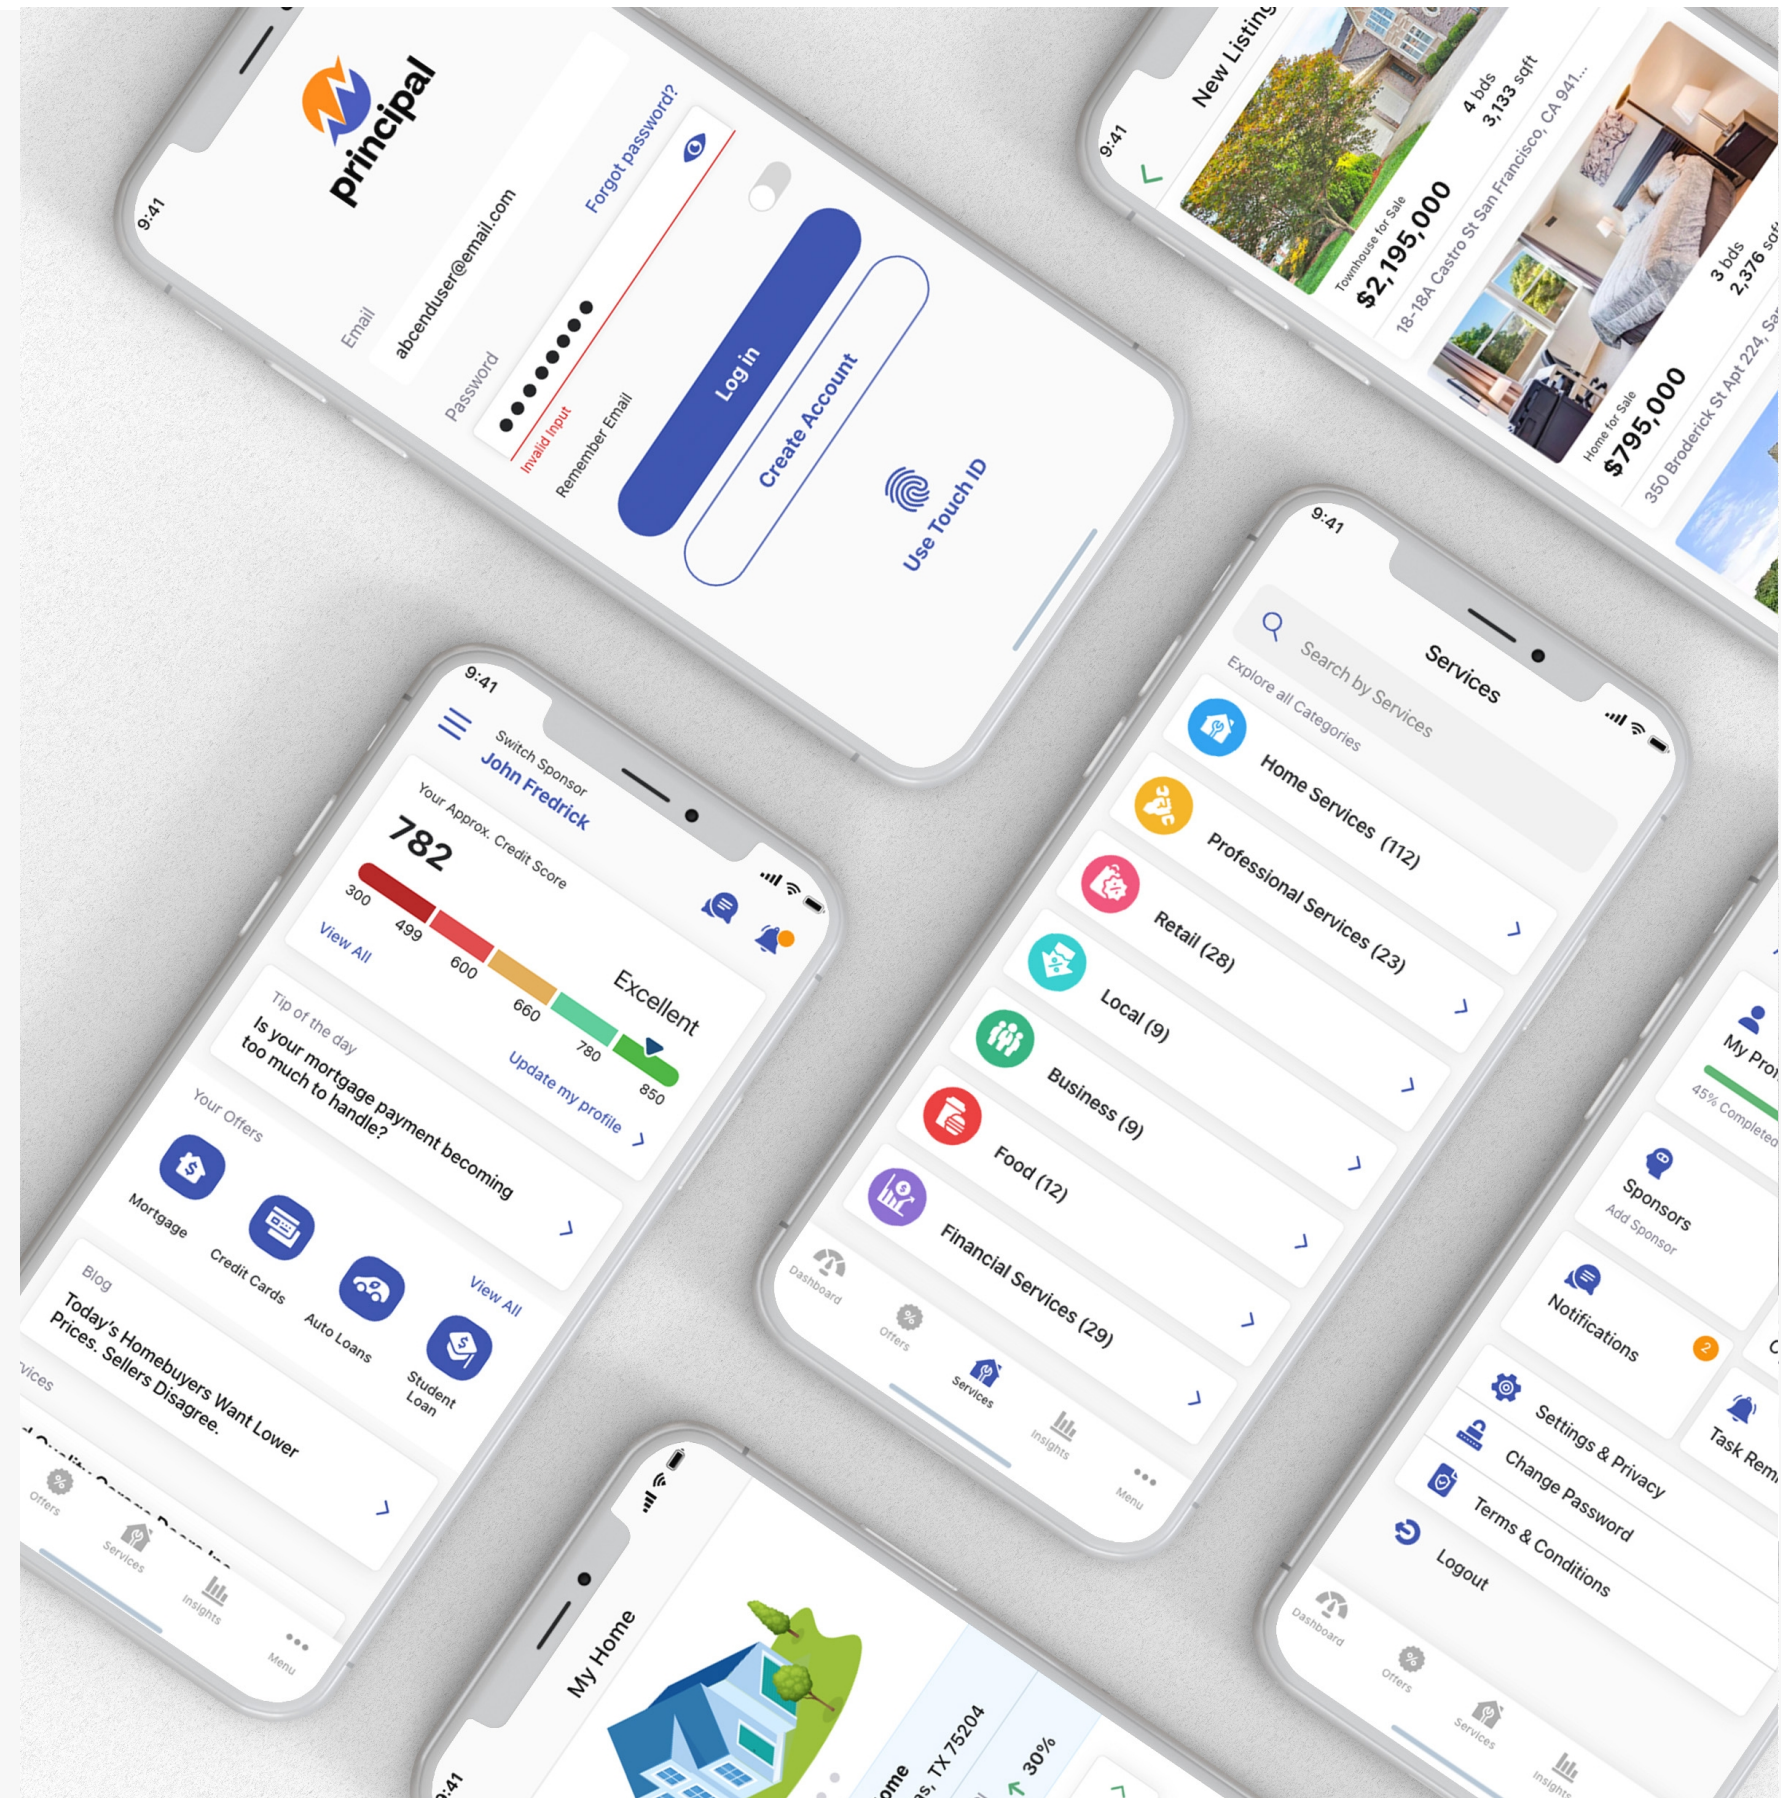 9:41
principal
Email
abcenduser@email.com
Password
Forgot password?
Invalid Input
Remember Email
Log in
Create Account
Use Touch ID
9:41
New Listing
Townhouse for Sale
$2,195,000
4 bds
3,133 sqft
18-18A Castro St San Francisco, CA 941...
Home for Sale
$795,000
3 bds
2,376 sqft
350 Broderick St Apt 224, Sa
9:41
Switch Sponsor
John Fredrick
Your Approx. Credit Score
782
Excellent
300
499
600
660
780
850
View All
Update my profile
Tip of the day
Is your mortgage payment becoming
too much to handle?
Your Offers
View All
Mortgage
Credit Cards
Auto Loans
Student
Loan
Blog
Today's Homebuyers Want Lower
Prices. Sellers Disagree.
vices
Offers
Services
Insights
Menu
9:41
Services
Search by Services
Explore all Categories
Home Services (112)
Professional Services (23)
Retail (28)
Local (9)
Business (9)
Food (12)
Financial Services (29)
Dashboard
Offers
Services
Insights
Menu
My Pro
45% Completed
Sponsors
Add Sponsor
Notifications
2
Task Rem
Settings & Privacy
Change Password
Terms & Conditions
Logout
Dashboard
Offers
Services
Insights
:41
My Home
ome
as, TX 75204
30%